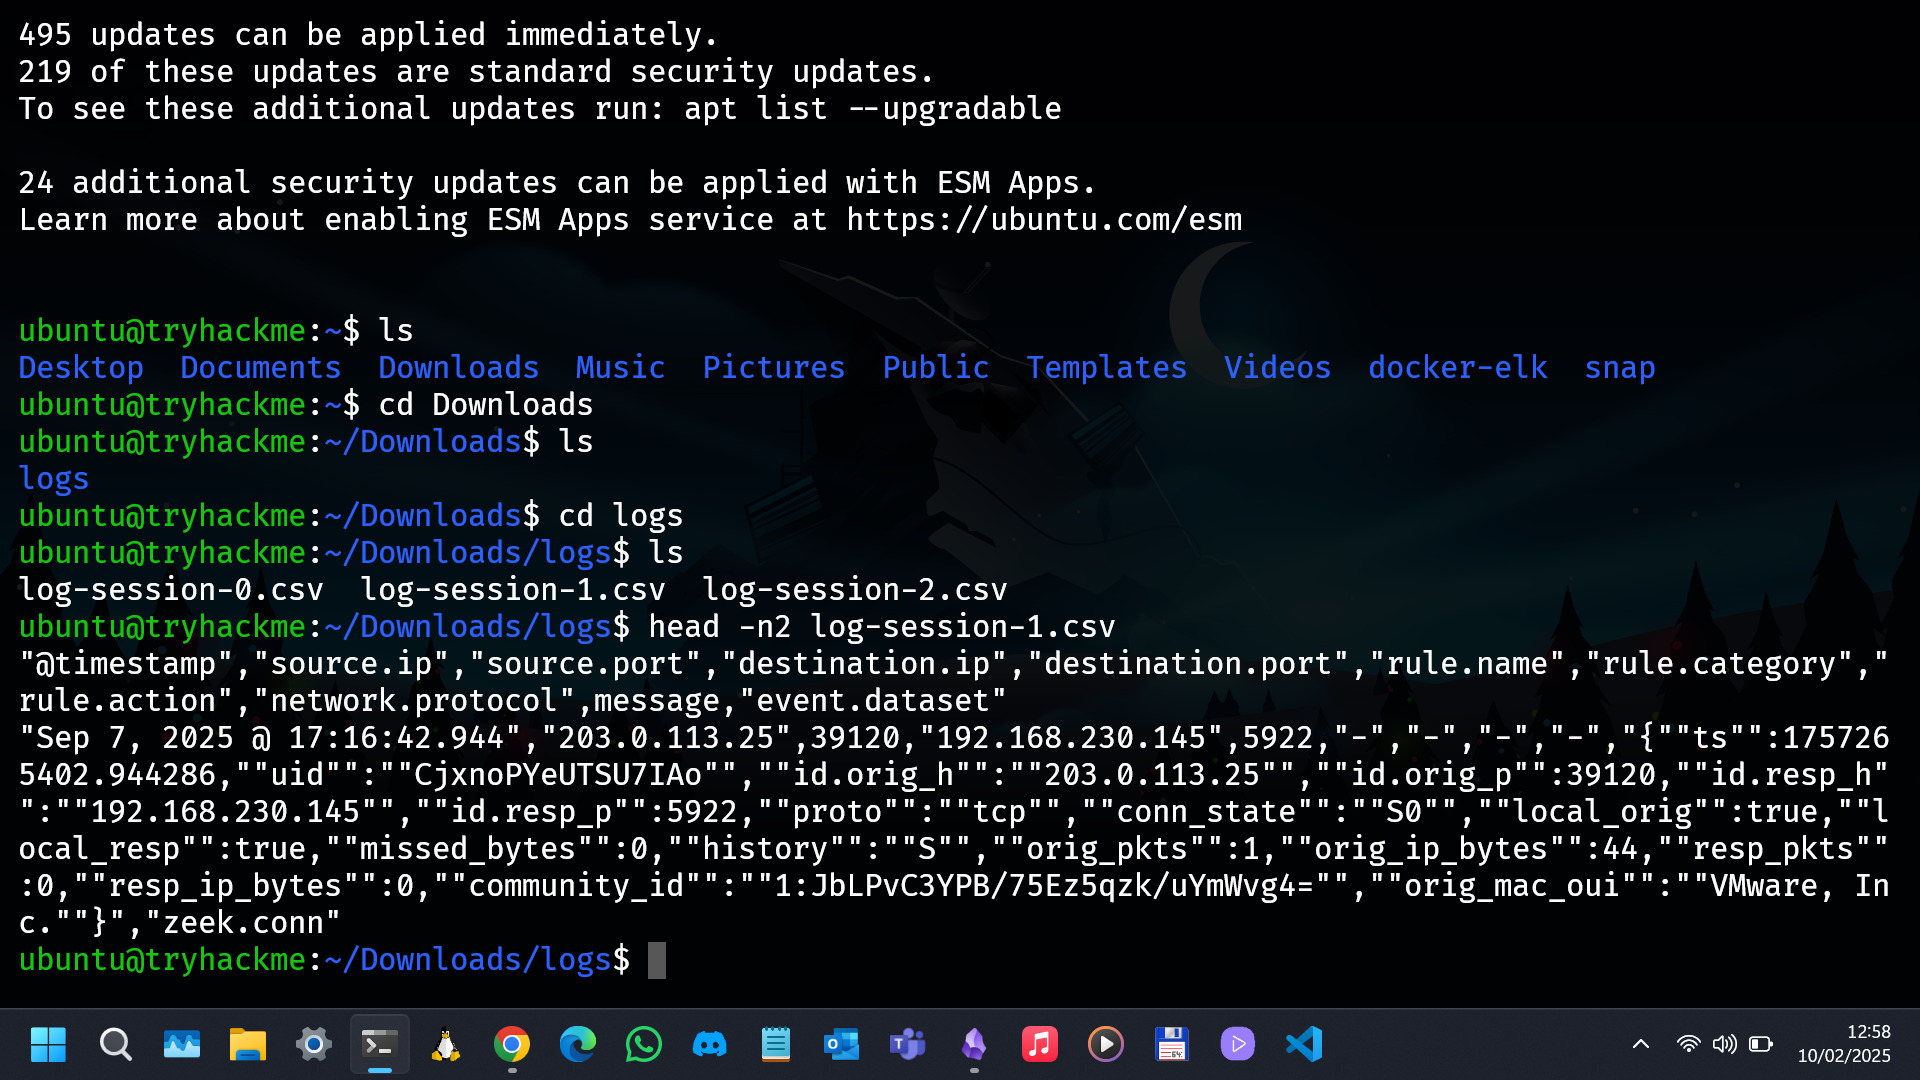 495 updates can be applied immediately.
219 of these updates are standard security updates.
To see these additional updates run: apt list --upgradable
24 additional security updates can be applied with ESM Apps.
Learn more about enabling ESM Apps service at https://ubuntu.com/esm
ubuntu@tryhackme:~$ ls
Desktop  Documents  Downloads  Music  Pictures  Public  Templates  Videos  docker-elk  snap
ubuntu@tryhackme:~$ cd Downloads
ubuntu@tryhackme:~/Downloads$ ls
logs
ubuntu@tryhackme:~/Downloads$ cd logs
ubuntu@tryhackme:~/Downloads/logs$ ls
log-session-0.csv  log-session-1.csv  log-session-2.csv
ubuntu@tryhackme:~/Downloads/logs$ head -n2 log-session-1.csv
"@timestamp","source.ip","source.port","destination.ip","destination.port","rule.name","rule.category","
rule.action","network.protocol",message,"event.dataset"
"Sep 7, 2025 @ 17:16:42.944","203.0.113.25",39120,"192.168.230.145",5922,"-","-","-","-","{""ts"":175726
5402.944286,""uid"":""CjxnoPYeUTSU7IAo"",""id.orig_h"":""203.0.113.25"",""id.orig_p"":39120,""id.resp_h"
":""192.168.230.145"",""id.resp_p"":5922,""proto"":""tcp"",""conn_state"":""S0"",""local_orig"":true,""l
ocal_resp"":true,""missed_bytes"":0,""history"":""S"",""orig_pkts"":1,""orig_ip_bytes"":44,""resp_pkts""
:0,""resp_ip_bytes"":0,""community_id"":""1:JbLPvC3YPB/75Ez5qzk/uYmWvg4="",""orig_mac_oui"":""VMware, In
c.""}","zeek.conn"
ubuntu@tryhackme:~/Downloads/logs$
12:58
10/02/2025